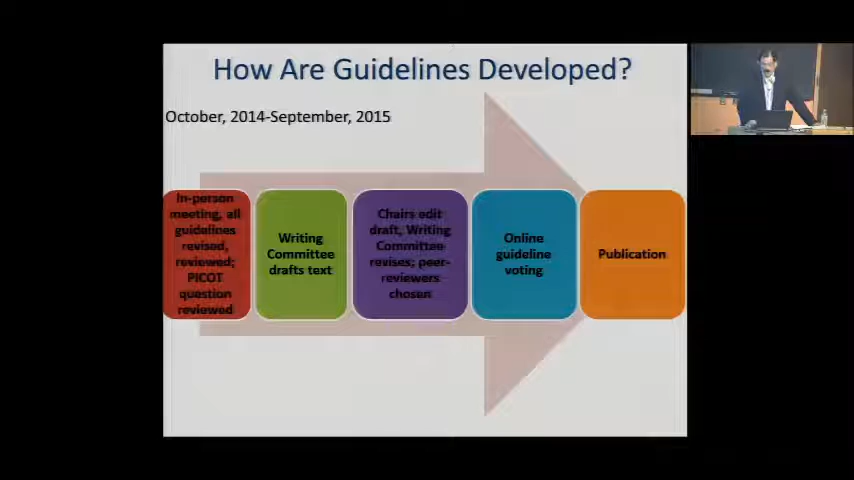 How Are Guidelines Developed?
October, 2014-September, 2015
In-person
meeting, all
guidelines
revised,
reviewed;
PICOT
question
reviewed
Writing
Committee
drafts text
Chairs edit
draft, Writing
Committee
revises; peer-
reviewers
chosen
Online
guideline
voting
Publication